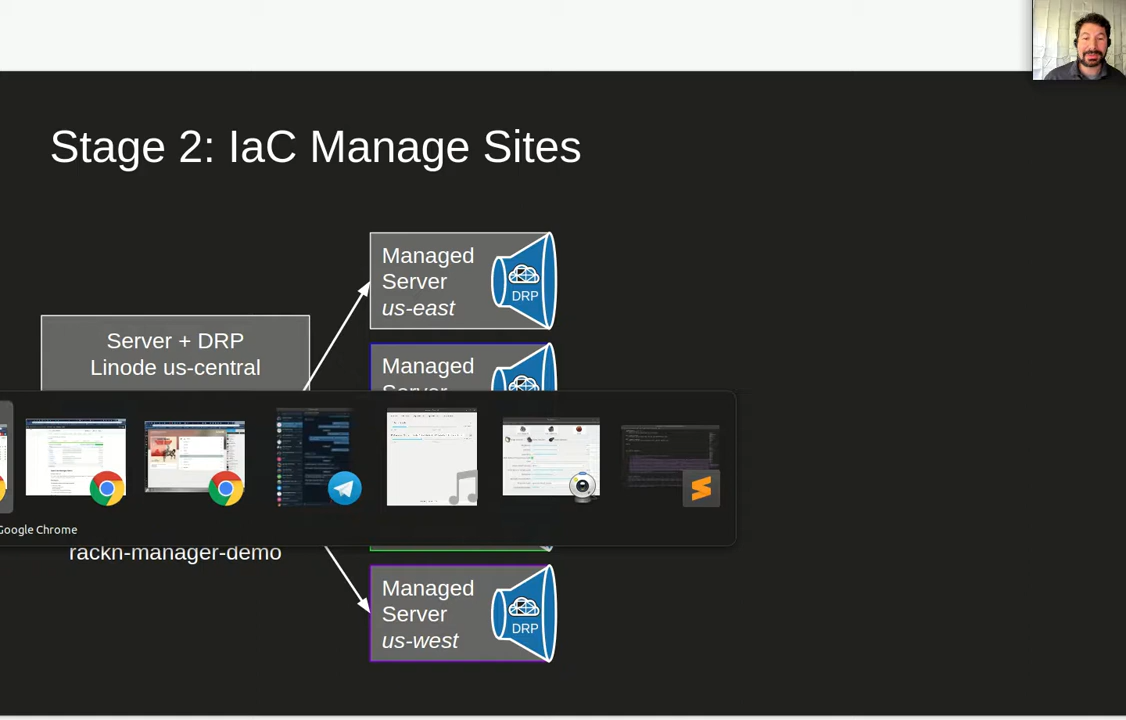 Stage 2: IaC Manage Sites
Managed
Server
us-east
DRP
Server + DRP
Linode us-central
Managed
Server
Google Chrome
rackn-manager-demo
Managed
Server
us-west
DRP